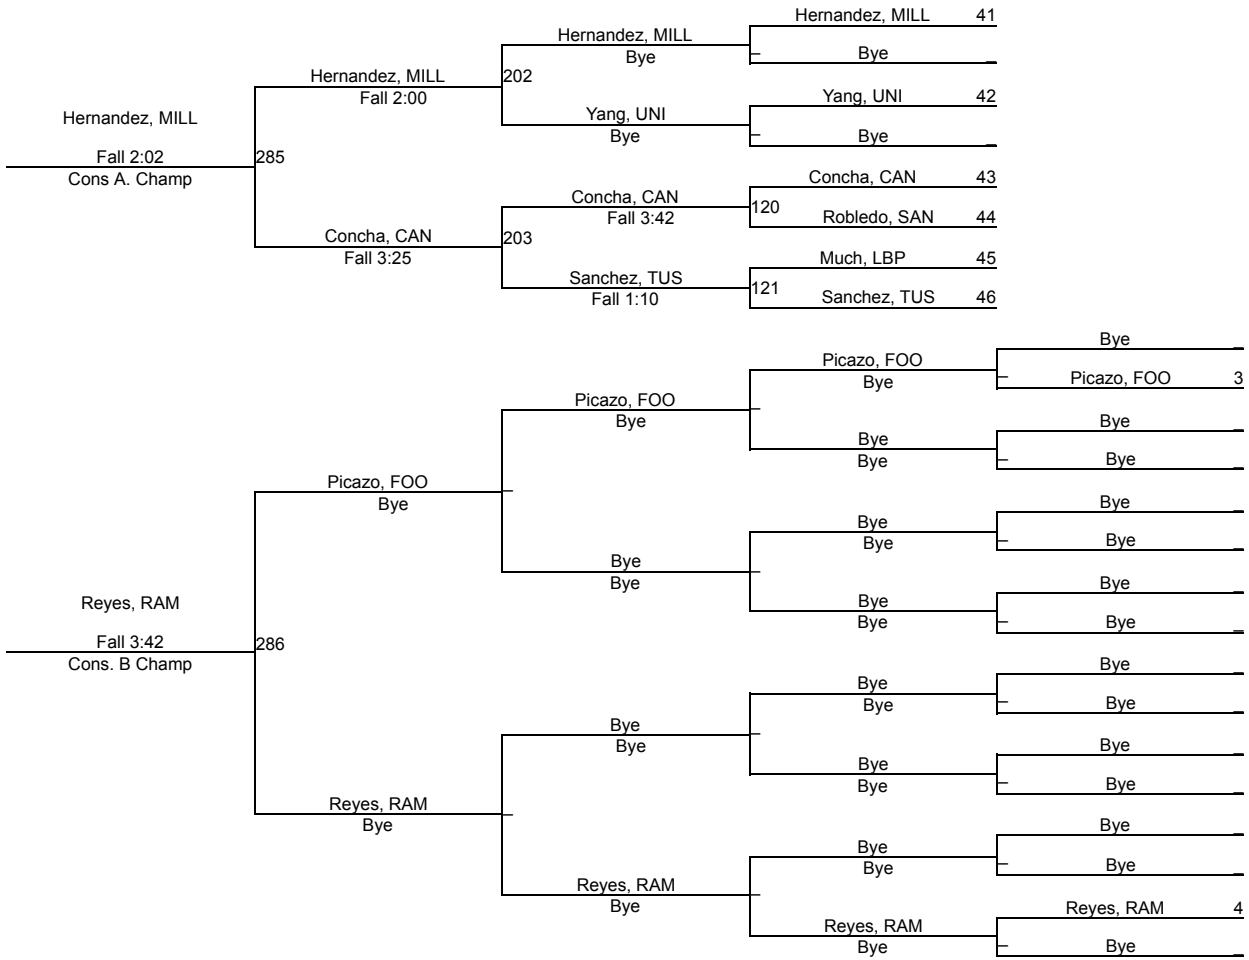 Hernandez, MILL 41
Hernandez, MILL
Bye
Bye _
Hernandez, MILL
Fall 2:00
202
Yang, UNI 42
Yang, UNI
Bye
Bye _
Hernandez, MILL
Fall 2:02
Cons A. Champ
285
Concha, CAN 43
Concha, CAN
Fall 3:42
120
Robledo, SAN 44
Concha, CAN
Fall 3:25
203
Much, LBP 45
Sanchez, TUS
Fall 1:10
121
Sanchez, TUS 46
Bye _
Picazo, FOO
Bye
Picazo, FOO 3
Picazo, FOO
Bye
Bye _
Bye
Bye
Bye _
Picazo, FOO
Bye
Bye _
Bye
Bye
Bye _
Bye
Bye
Bye _
Bye
Bye
Bye _
Reyes, RAM
Fall 3:42
Cons. B Champ
286
Bye _
Bye
Bye
Bye _
Bye
Bye
Bye _
Bye
Bye
Bye _
Reyes, RAM
Bye
Bye _
Bye
Bye
Bye _
Reyes, RAM
Bye
Reyes, RAM 4
Reyes, RAM
Bye
Bye _